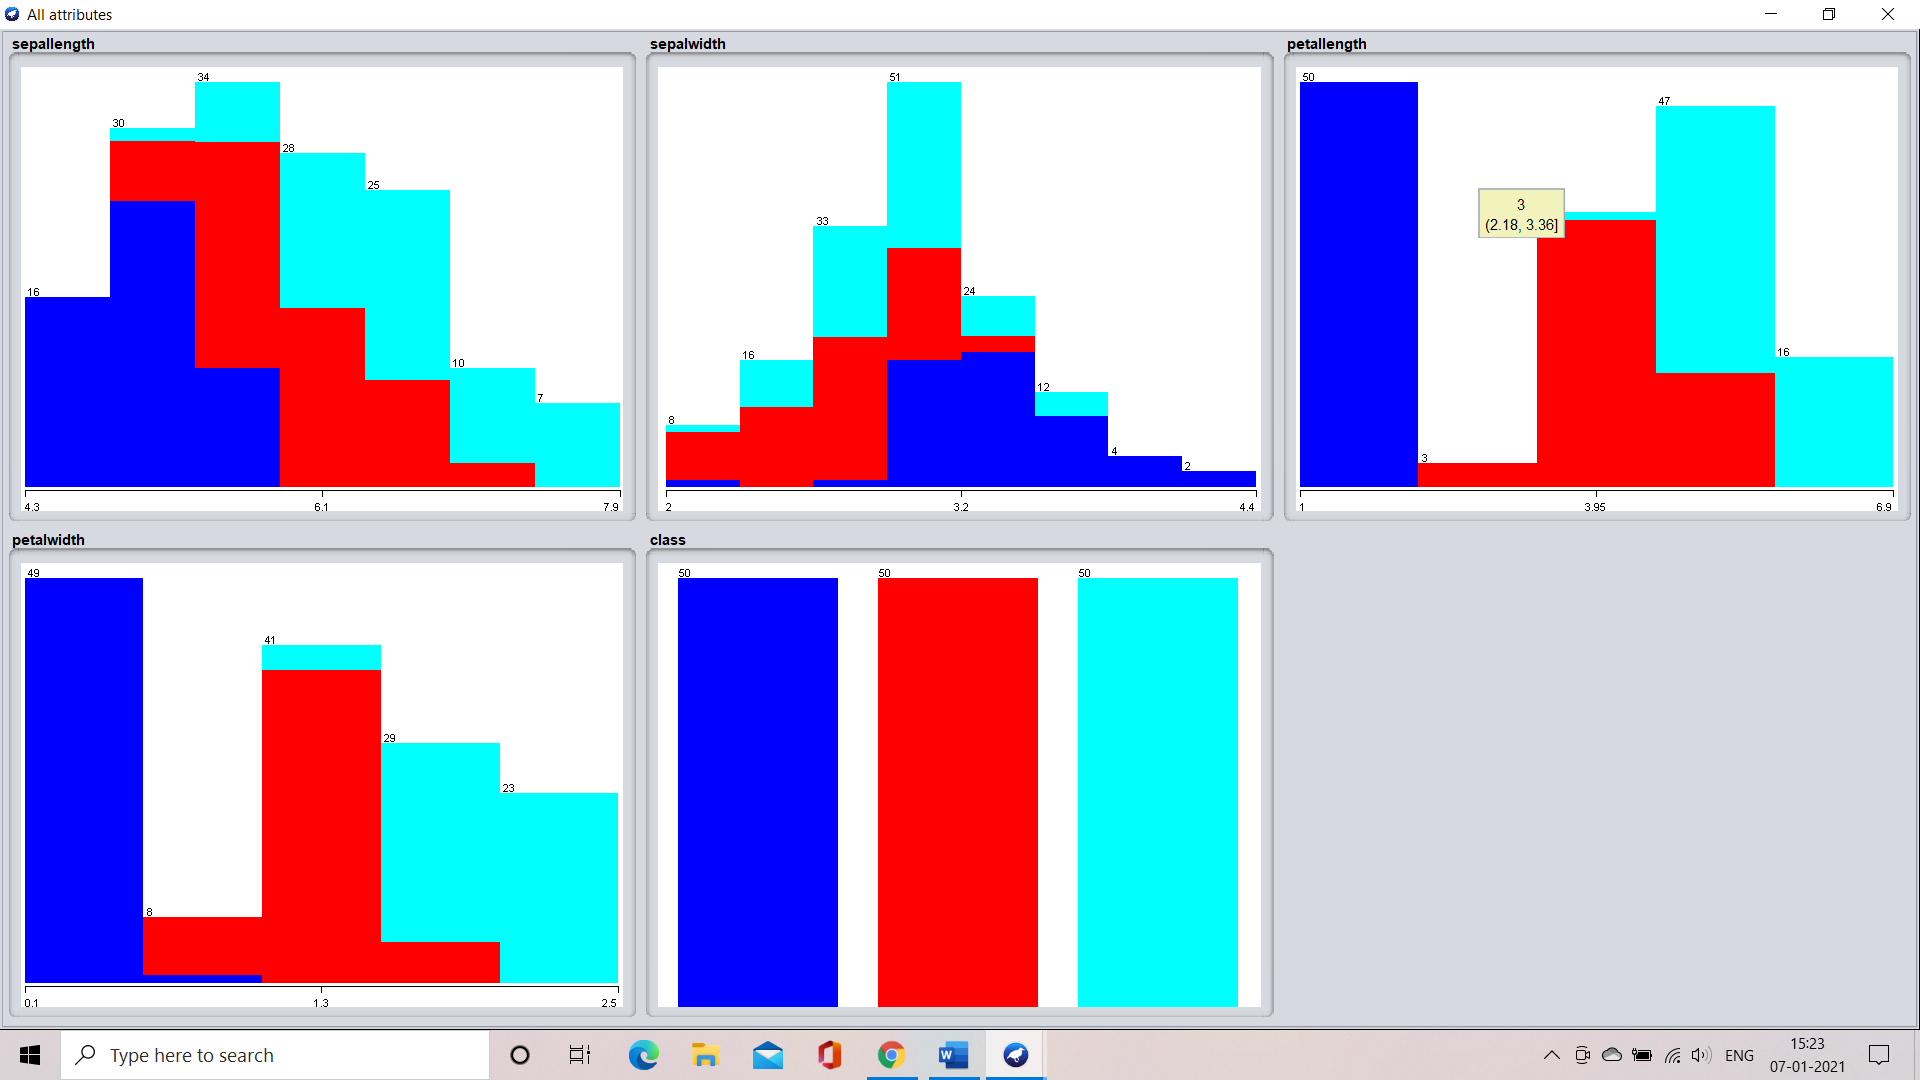 All attributes
sepallength
34
30
28
25
16
10
7
4.3 6.1 7.9
sepalwidth
51
33
24
16
12
8
4
2
2 3.2 4.4
petallength
50
47
3
(2.18, 3.36]
16
3
1 3.95 6.9
petalwidth
49
41
29
23
8
0.1 1.3 2.5
class
50 50 50
Type here to search
W
ENG
15:23
07-01-2021